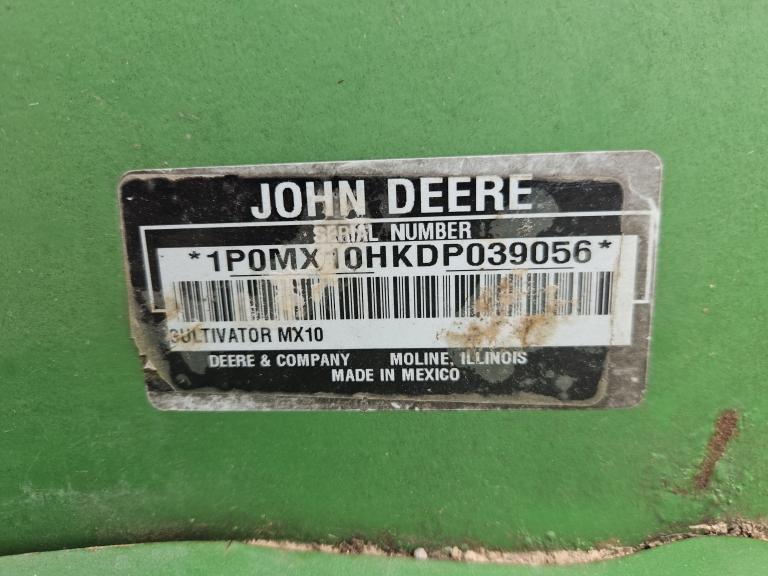 JOHN DEERE
SERIAL NUMBER
*1P0MX10HKDP039056*
CULTIVATOR MX10
DEERE & COMPANY MOLINE, ILLINOIS
MADE IN MEXICO